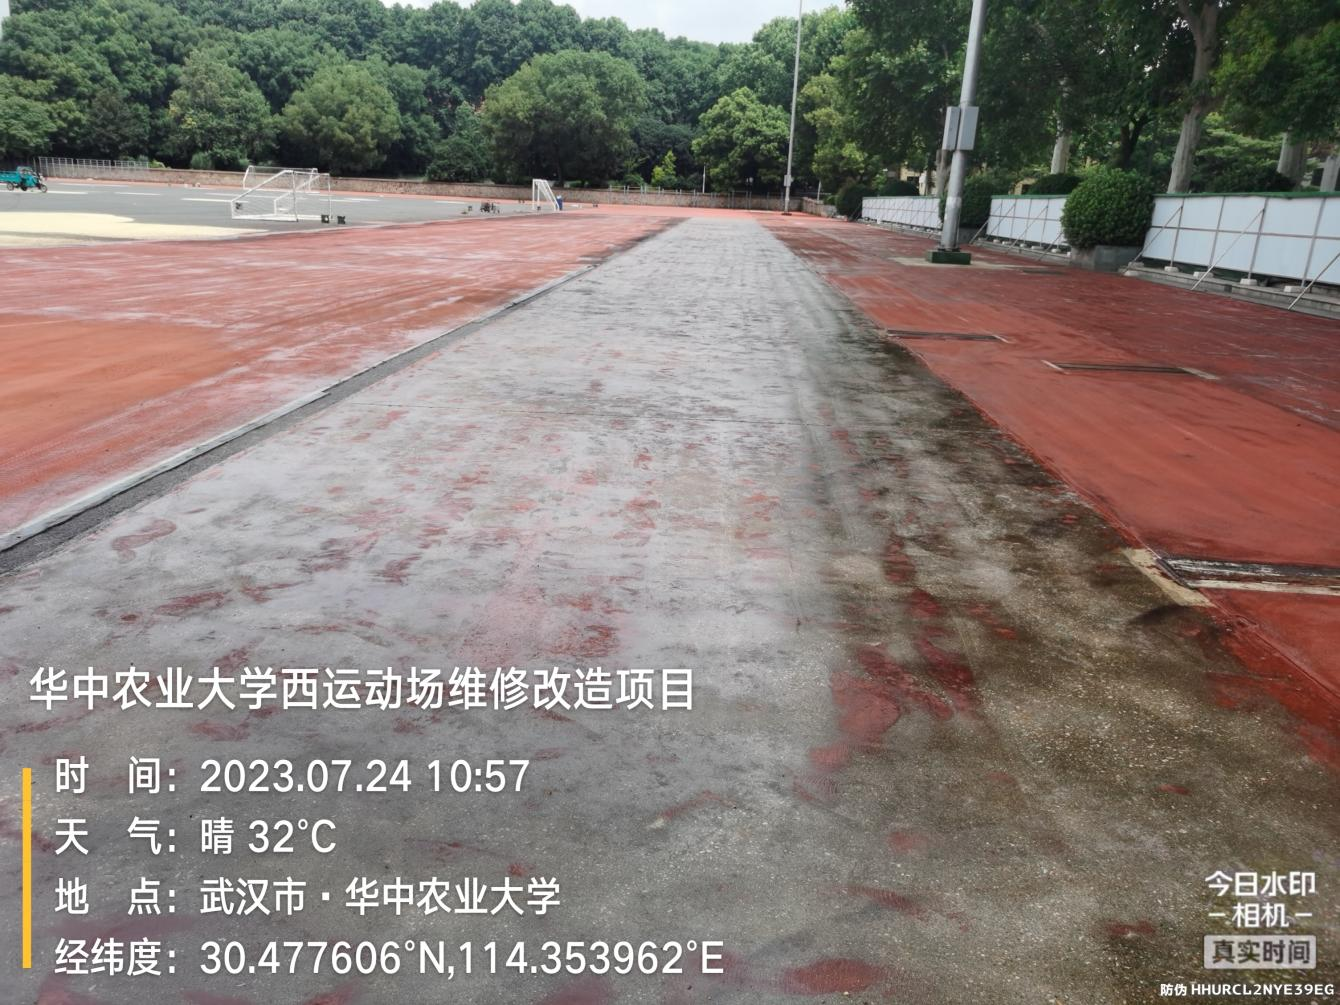 华中农业大学西运动场维修改造项目
时 间：2023.07.24 10:57
天 气：晴 32°C
地 点：武汉市·华中农业大学
经纬度：30.477606°N,114.353962°E
今日水印
-相机-
真实时间
防伪 HHURCL2NYE39EG